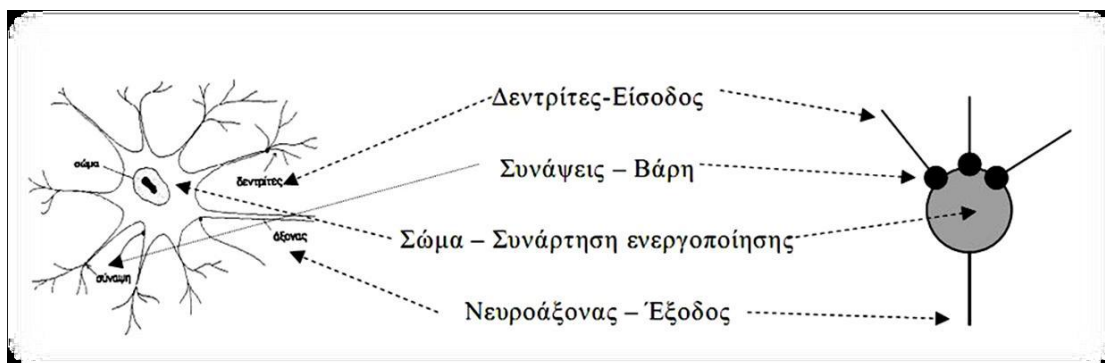 Δεντρίτες-Είσοδος
σώμα
δεντρίτες
Συνάψεις – Βάρη
άξονας
Σώμα – Συνάρτηση ενεργοποίησης
σύναψη
Νευροάξονας – Έξοδος